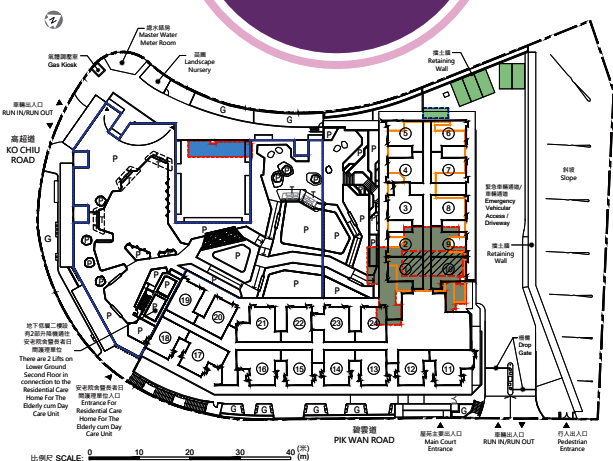 總水錶房
Master Water
Meter Room
氣體調壓室
Gas Kiosk
苗圃
Landscape
Nursery
擋土牆
Retaining
Wall
車輛出入口
RUN IN/RUN OUT
高超道
KO CHIU
ROAD
G
G
G
P
P
P
P
P
P
P
P
P
P
P
P
5
6
4
7
3
8
2
9
1
10
緊急車輛通道/
車輛通道
Emergency
Vehicular
Access /
Driveway
斜坡
Slope
擋土牆
Retaining
Wall
19
20
21
22
23
24
18
17
16
15
14
13
12
11
地下低層二樓設
有2部升降機通往
安老院舍暨長者日
間護理單位
There are 2 Lifts on
Lower Ground
Second Floor in
connection to the
Residential Care
Home For The
Elderly cum Day
Care Unit
安老院舍暨長者日
間護理單位入口
Entrance For
Residential Care
Home For The
Elderly cum Day
Care Unit
G
G
G
G
欄柵
Drop
Gate
碧雲道
PIK WAN ROAD
屋苑主要出入口
Main Court
Entrance
車輛出入口
RUN IN/RUN OUT
行人出入口
Pedestrian
Entrance
比例尺 SCALE:
0 10 20 30 40 (米)
(m)